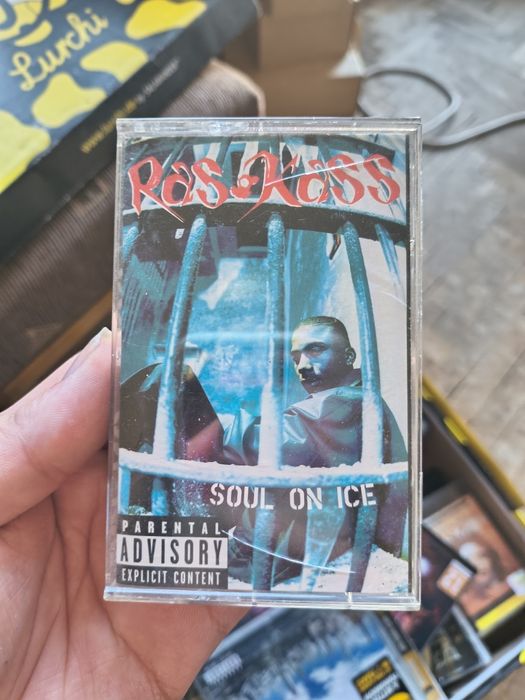 Lurchi
Ras Kass
SOUL ON ICE
PARENTAL
ADVISORY
EXPLICIT CONTENT